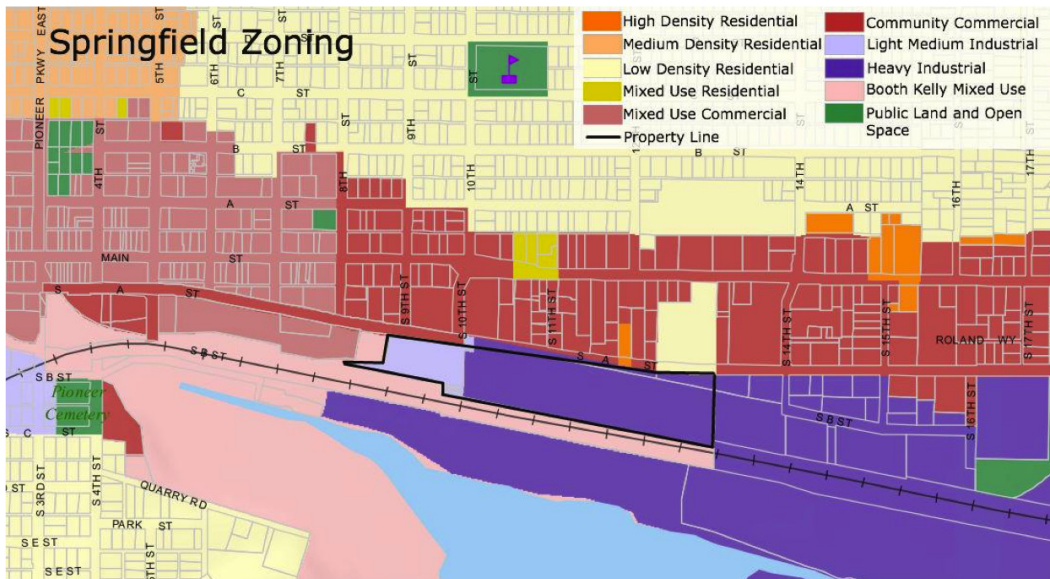 Springfield Zoning
High Density Residential
Medium Density Residential
Low Density Residential
Mixed Use Residential
Mixed Use Commercial
Property Line
Community Commercial
Light Medium Industrial
Heavy Industrial
Booth Kelly Mixed Use
Public Land and Open
Space
PIONEER PKWY EAST
5TH ST
6TH ST
7TH ST
D
ST
C ST
ST
9TH
B ST
B ST
4TH ST
8TH
10TH
14TH
16TH
17TH
A ST
A ST
MAIN ST
S A ST
S 9TH ST
S 10TH ST
S 11TH ST
S A ST
S 14TH ST
S 15TH ST
ROLAND WY
S 17TH ST
S B ST
S B ST
Pioneer
Cemetery
S C ST
S B ST
S 16TH ST
S 3RD ST
S 4TH ST
QUARRY RD
PARK ST
S E ST
S E ST
5TH ST